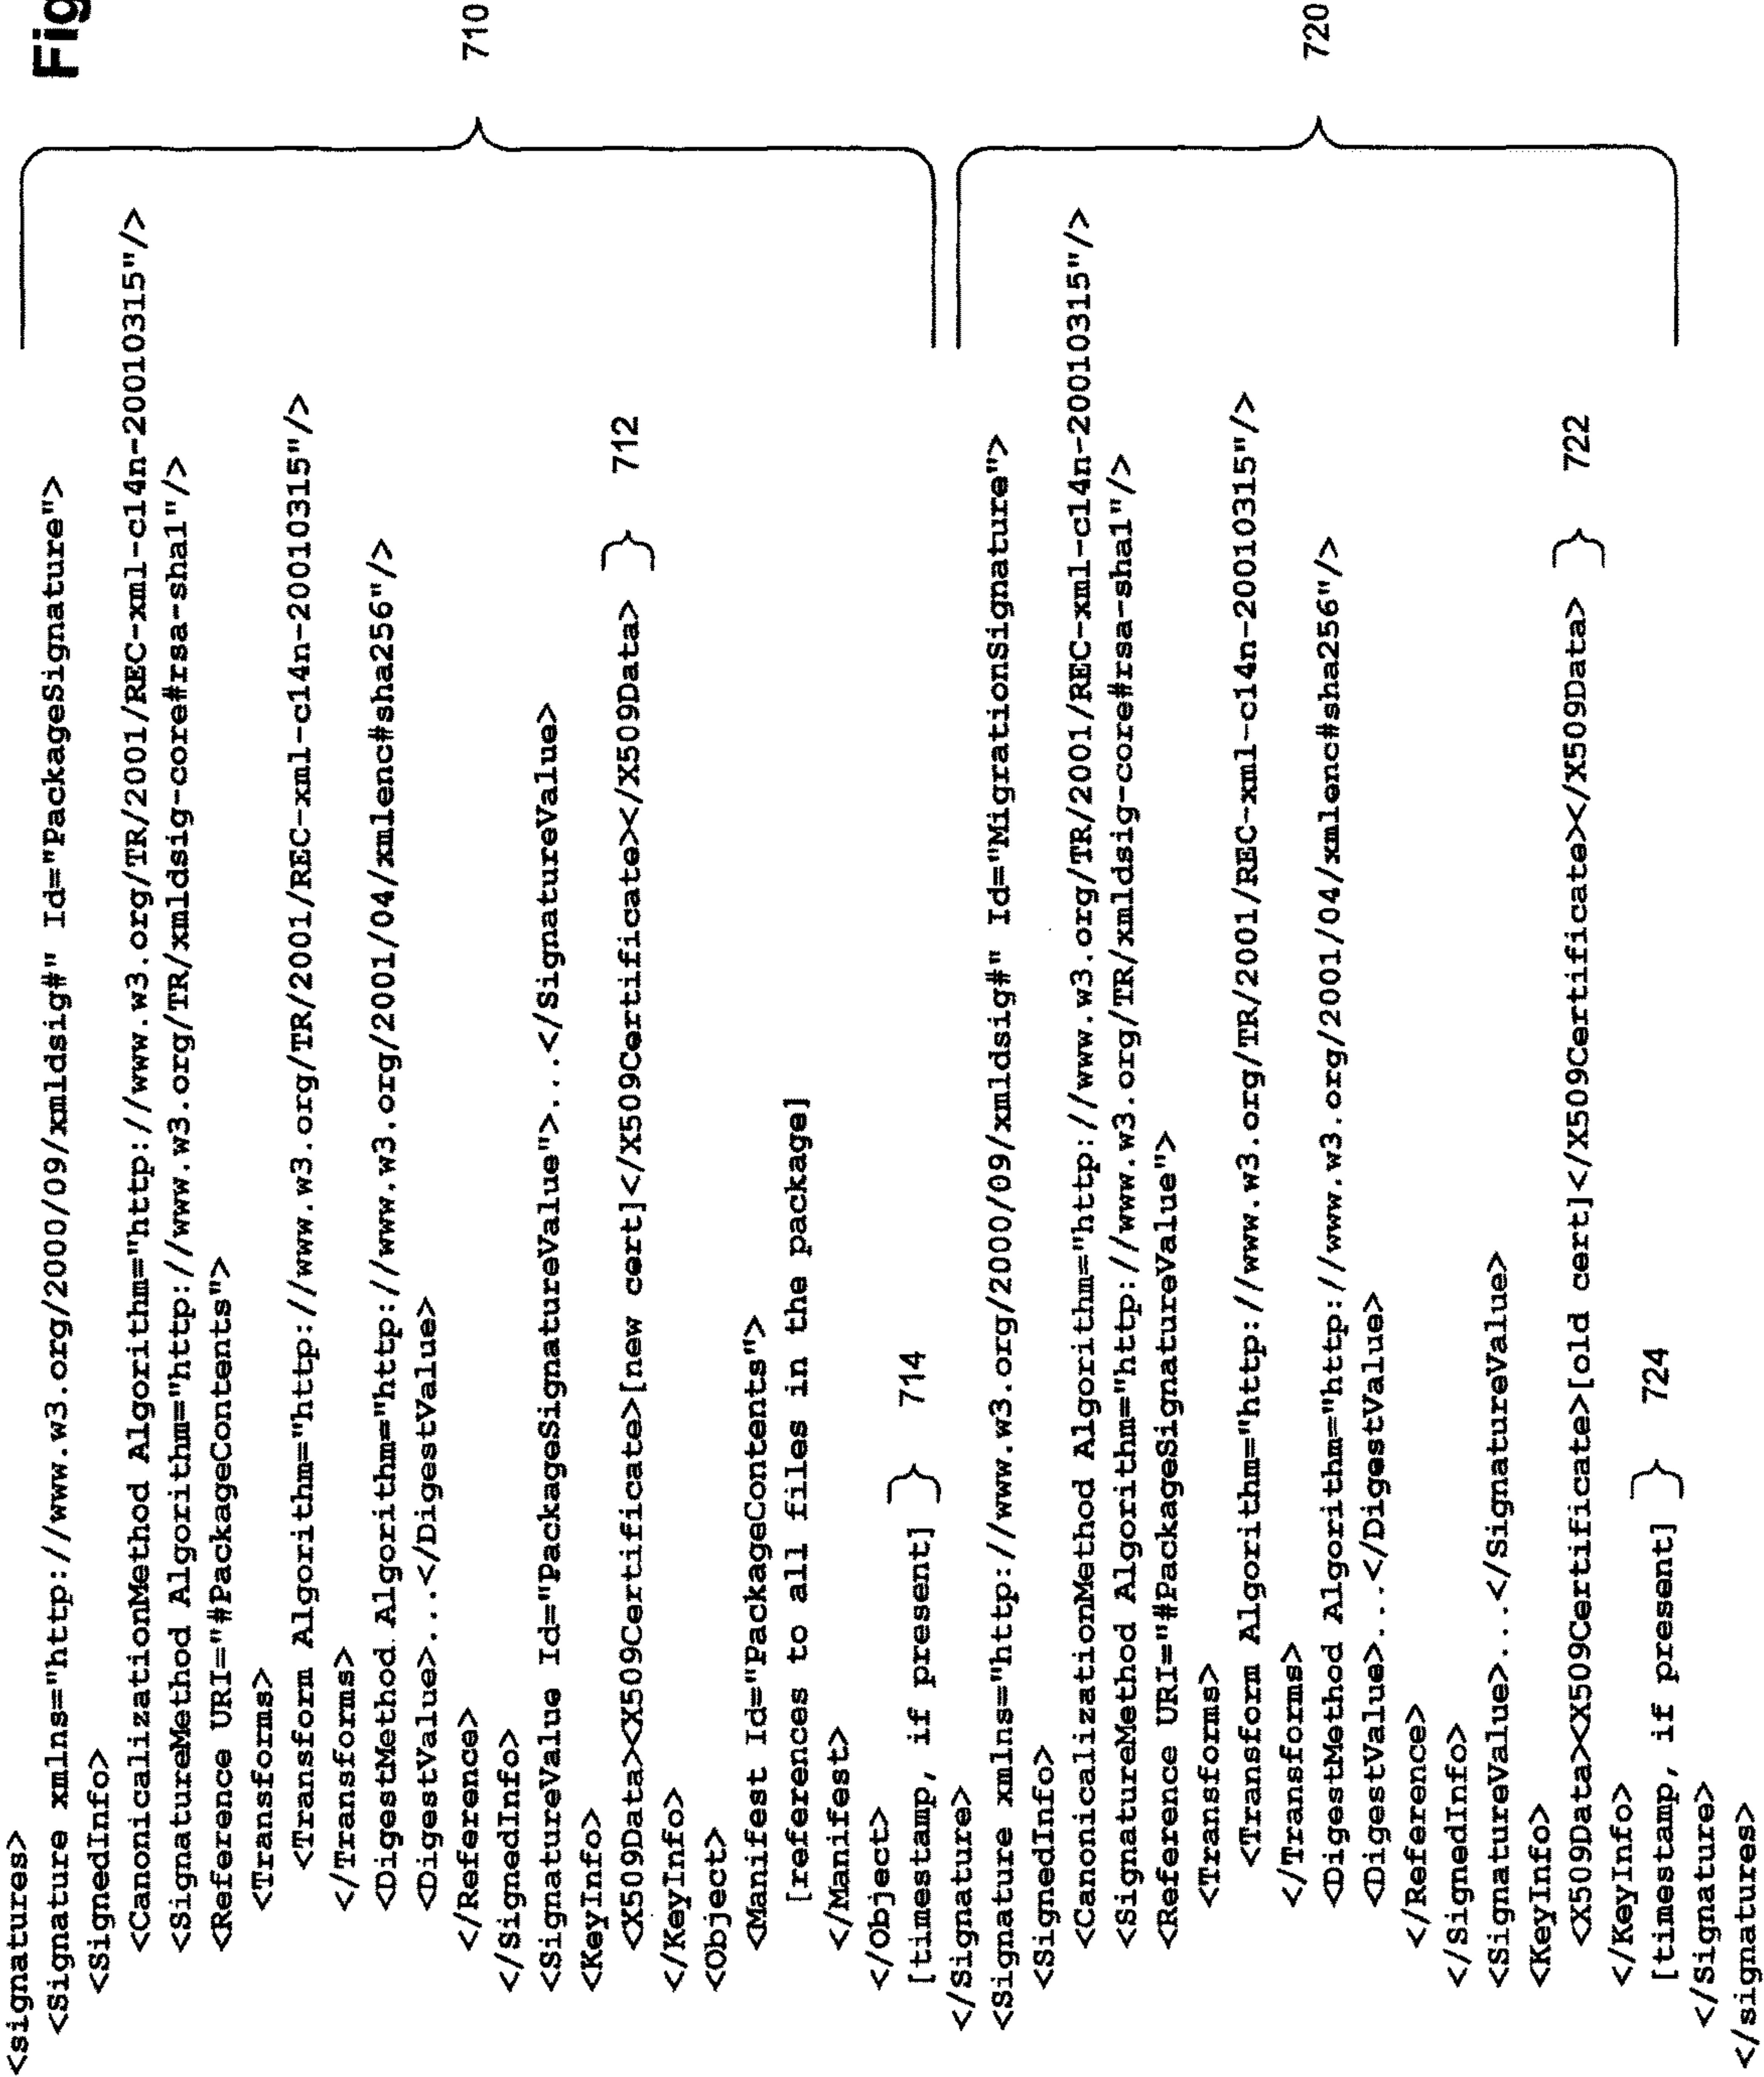 Fig
<signatures>
<Signature xmlns="http://www.w3.org/2000/09/xmldsig#" Id="PackageSignature">
<SignedInfo>
<CanonicalizationMethod Algorithm="http://www.w3.org/TR/2001/REC-xml-c14n-20010315"/>
<SignatureMethod Algorithm="http://www.w3.org/TR/xmldsig-core#rsa-sha1"/>
<Reference URI="#PackageContents">
<Transforms>
<Transform Algorithm="http://www.w3.org/TR/2001/REC-xml-c14n-20010315"/>
</Transforms>
<DigestMethod Algorithm="http://www.w3.org/2001/04/xmlenc#sha256"/>
<DigestValue>...</DigestValue>
</Reference>
</SignedInfo>
710
<SignatureValue Id="PackageSignatureValue">...</SignatureValue>
<KeyInfo>
<X509Data><X509Certificate>[new cert]</X509Certificate></X509Data> 712
</KeyInfo>
<Object>
<Manifest Id="PackageContents">
[references to all files in the package]
</Manifest>
</Object>
[timestamp, if present] 714
</Signature>
<Signature xmlns="http://www.w3.org/2000/09/xmldsig#" Id="MigrationSignature">
<SignedInfo>
<CanonicalizationMethod Algorithm="http://www.w3.org/TR/2001/REC-xml-c14n-20010315"/>
<SignatureMethod Algorithm="http://www.w3.org/TR/xmldsig-core#rsa-sha1"/>
<Reference URI="#PackageSignatureValue">
<Transforms>
<Transform Algorithm="http://www.w3.org/TR/2001/REC-xml-c14n-20010315"/>
</Transforms>
<DigestMethod Algorithm="http://www.w3.org/2001/04/xmlenc#sha256"/>
720
<DigestValue>...</DigestValue>
</Reference>
</SignedInfo>
<SignatureValue>...</SignatureValue>
<KeyInfo>
<X509Data><X509Certificate>[old cert]</X509Certificate></X509Data> 722
</KeyInfo>
[timestamp, if present] 724
</Signature>
</signatures>